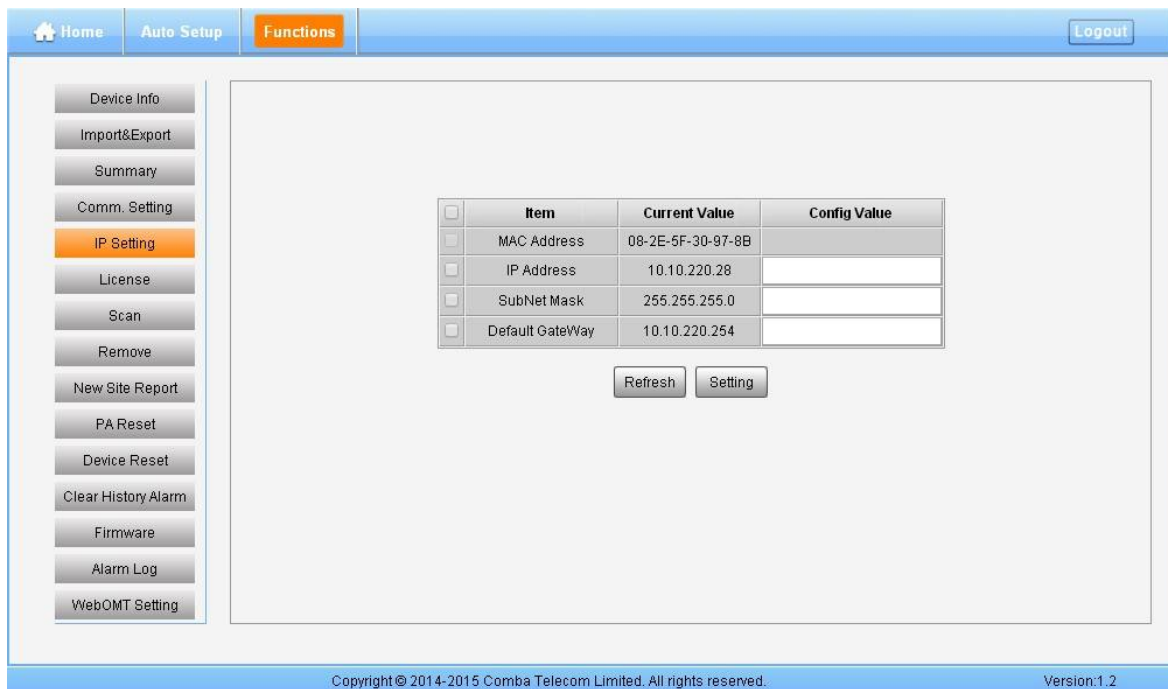 Home Auto Setup Functions Logout
Device Info
Import&Export
Summary
Comm. Setting
IP Setting
License
Scan
Remove
New Site Report
PA Reset
Device Reset
Clear History Alarm
Firmware
Alarm Log
WebOMT Setting
Item Current Value Config Value
MAC Address 08-2E-5F-30-97-8B
IP Address 10.10.220.28
SubNet Mask 255.255.255.0
Default GateWay 10.10.220.254
Refresh Setting
Copyright © 2014-2015 Comba Telecom Limited. All rights reserved. Version:1.2